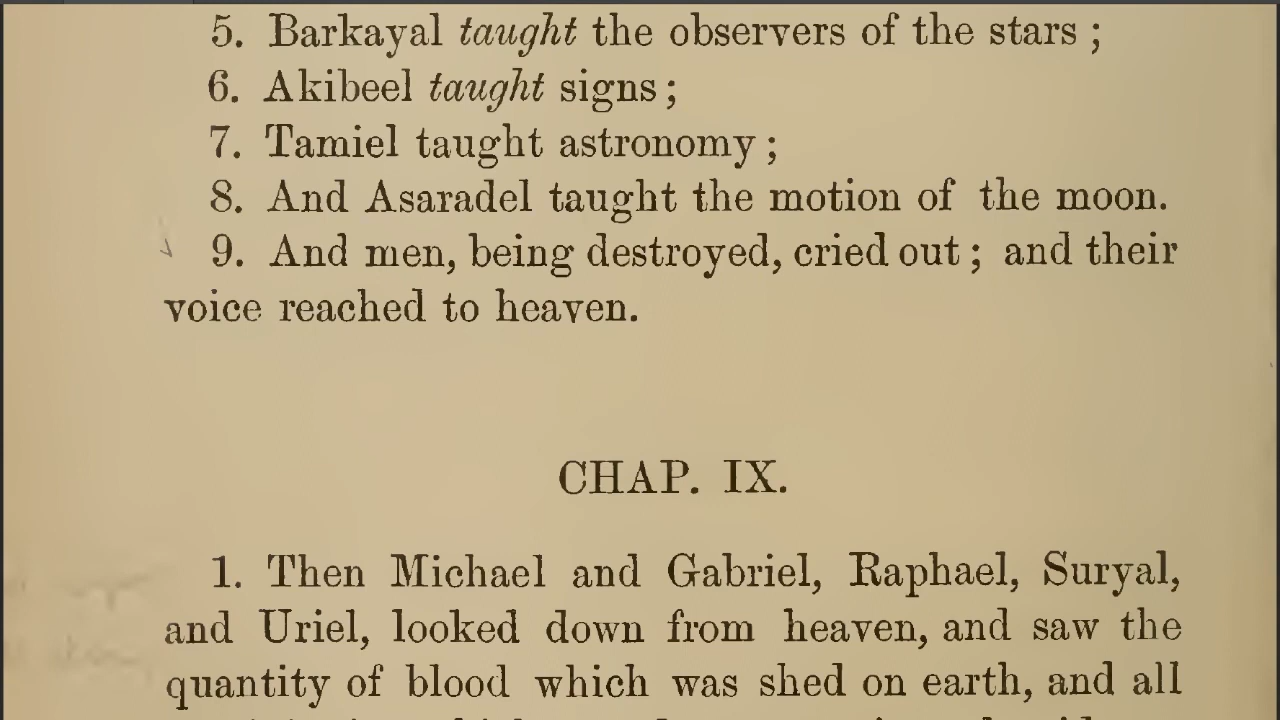 5. Barkayal taught the observers of the stars ;
6. Akibeel taught signs ;
7. Tamiel taught astronomy ;
8. And Asaradel taught the motion of the moon.
9. And men, being destroyed, cried out ; and their
voice reached to heaven.
CHAP. IX.
1. Then Michael and Gabriel, Raphael, Suryal,
and Uriel, looked down from heaven, and saw the
quantity of blood which was shed on earth, and all